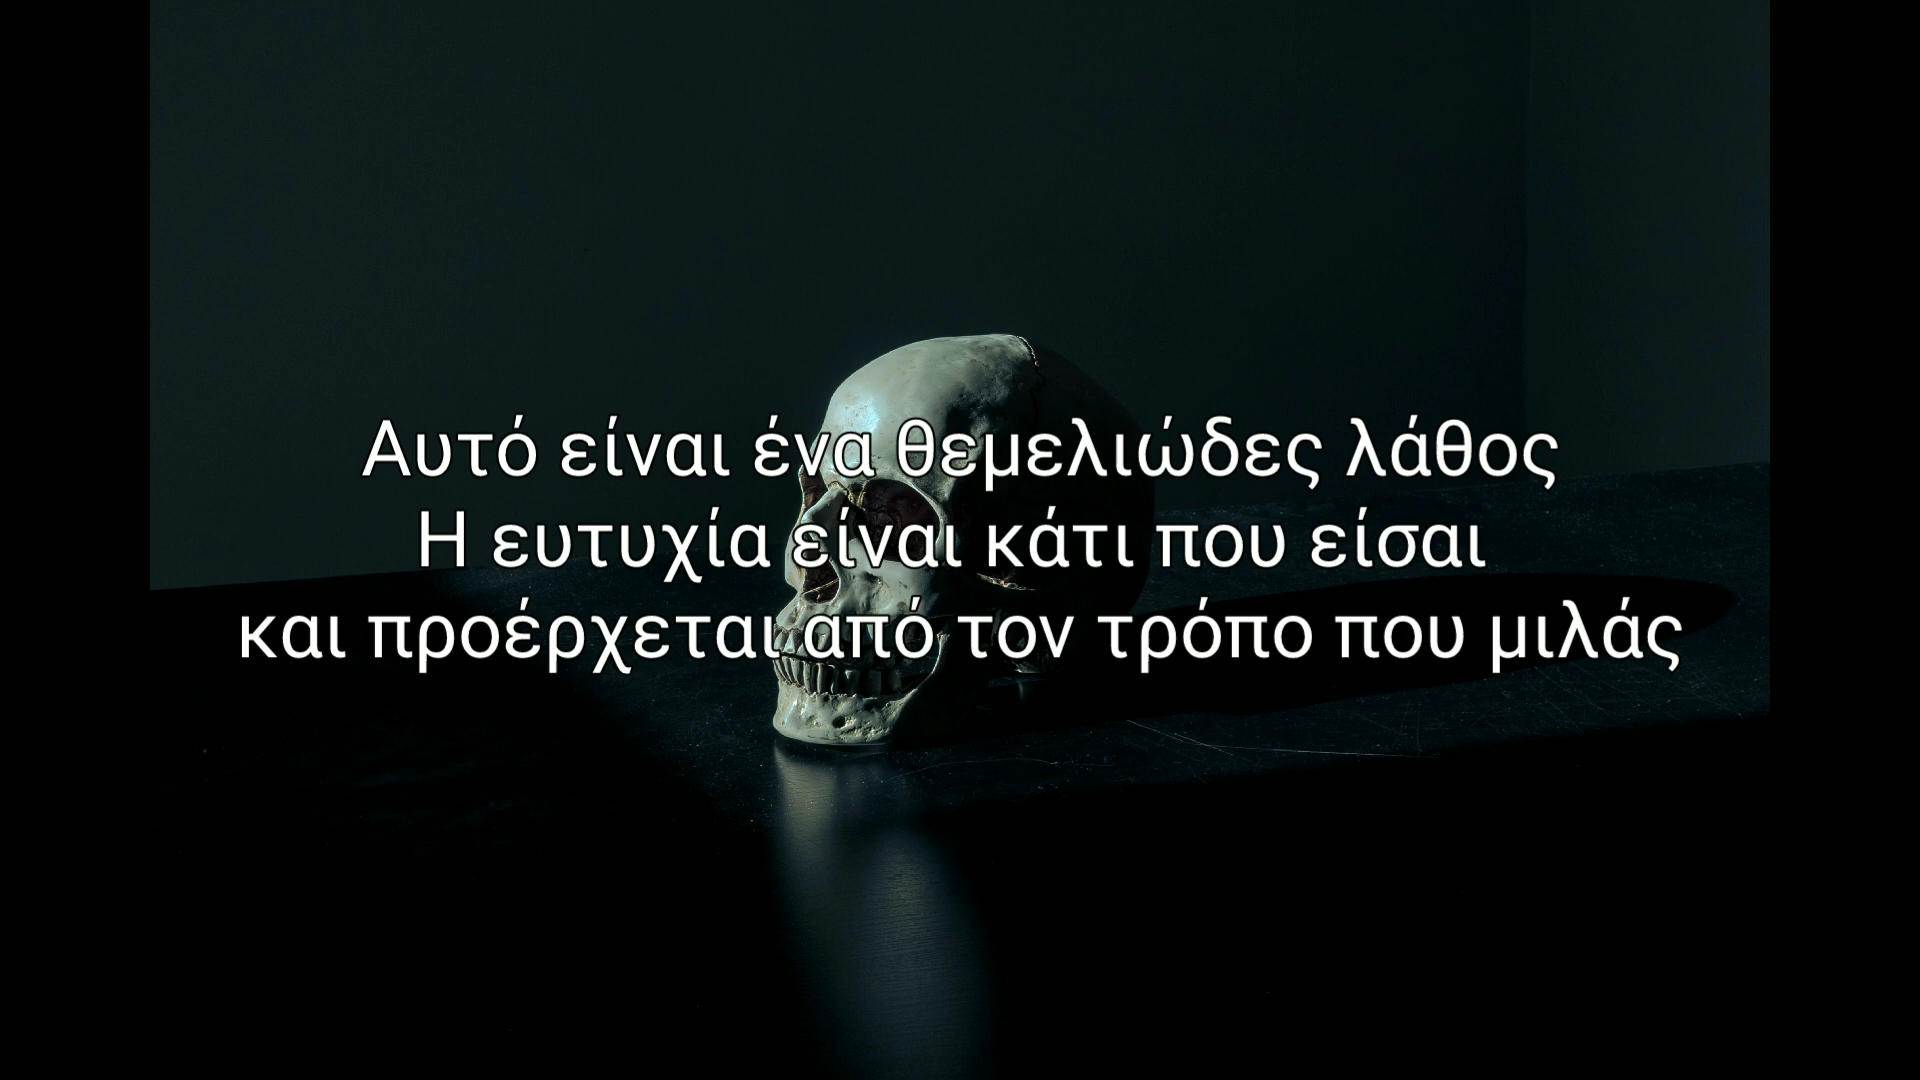 Αυτό είναι ένα θεμελιώδες λάθος
Η ευτυχία είναι κάτι που είσαι
και προέρχεται από τον τρόπο που μιλάς